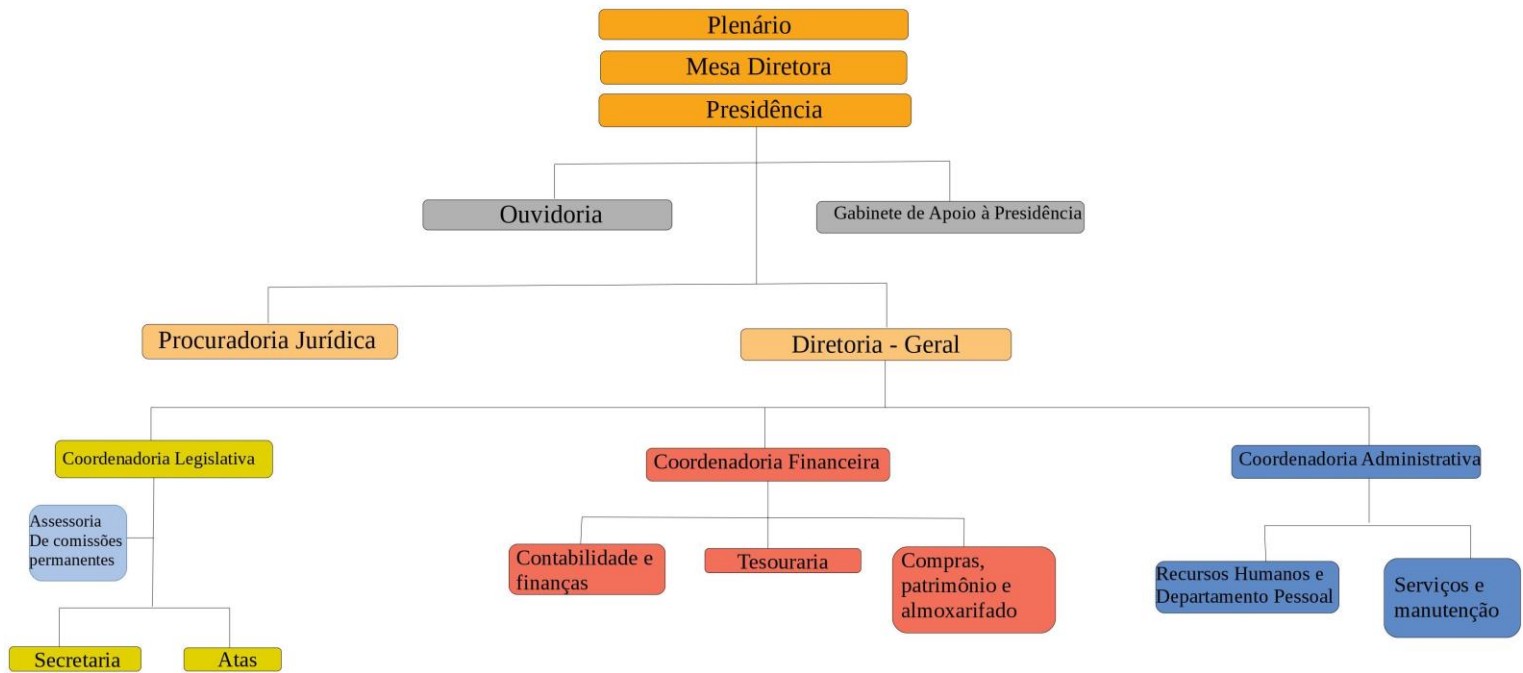 Plenário
Mesa Diretora
Presidência
Ouvidoria
Gabinete de Apoio à Presidência
Procuradoria Jurídica
Diretoria - Geral
Coordenadoria Legislativa
Coordenadoria Financeira
Coordenadoria Administrativa
Assessoria
De comissões
permanentes
Contabilidade e
finanças
Tesouraria
Compras,
patrimônio e
almoxarifado
Recursos Humanos e
Departamento Pessoal
Serviços e
manutenção
Secretaria
Atas